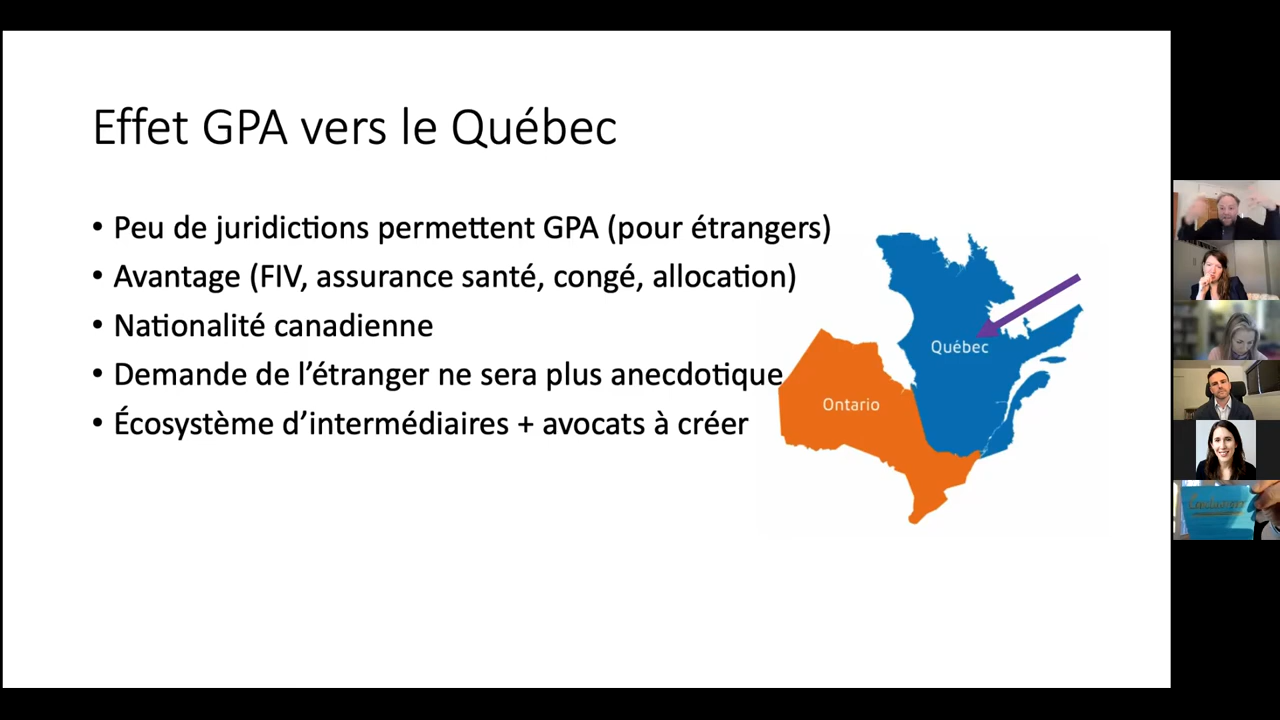 Effet GPA vers le Québec
• Peu de juridictions permettent GPA (pour étrangers)
• Avantage (FIV, assurance santé, congé, allocation)
• Nationalité canadienne
• Demande de l’étranger ne sera plus anecdotique
• Écosystème d’intermédiaires + avocats à créer
Québec
Ontario